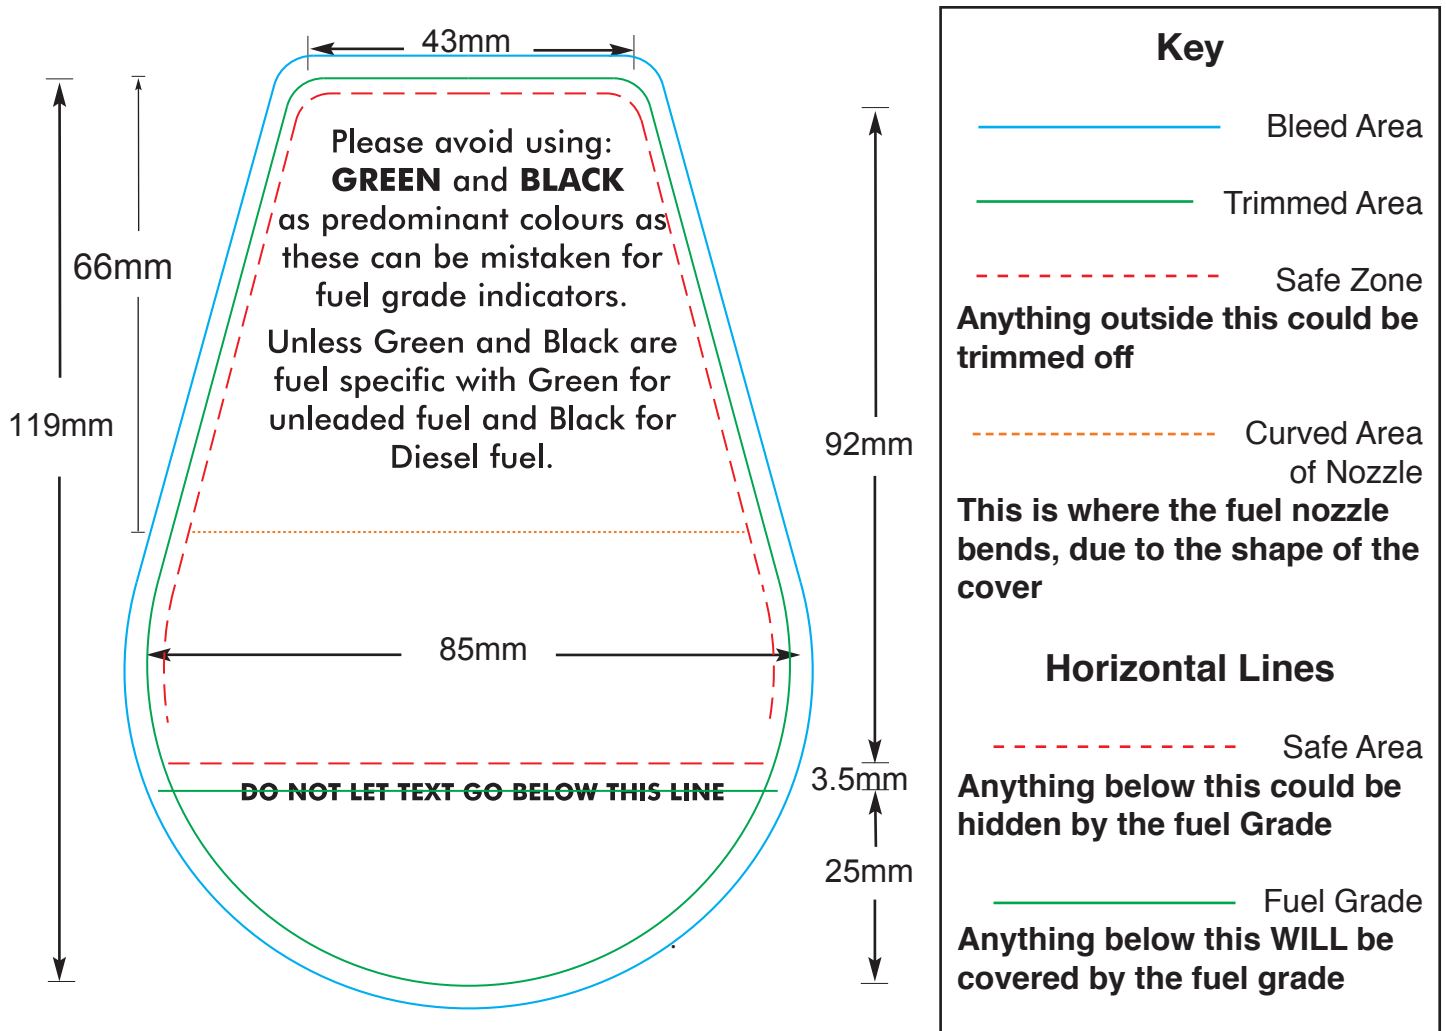 43mm
66mm
119mm
Please avoid using:
GREEN and BLACK
as predominant colours as
these can be mistaken for
fuel grade indicators.
Unless Green and Black are
fuel specific with Green for
unleaded fuel and Black for
Diesel fuel.
92mm
85mm
3.5mm
DO NOT LET TEXT GO BELOW THIS LINE
25mm
Key
Bleed Area
Trimmed Area
Safe Zone
Anything outside this could be
trimmed off
Curved Area
of Nozzle
This is where the fuel nozzle
bends, due to the shape of the
cover
Horizontal Lines
Safe Area
Anything below this could be
hidden by the fuel Grade
Fuel Grade
Anything below this WILL be
covered by the fuel grade